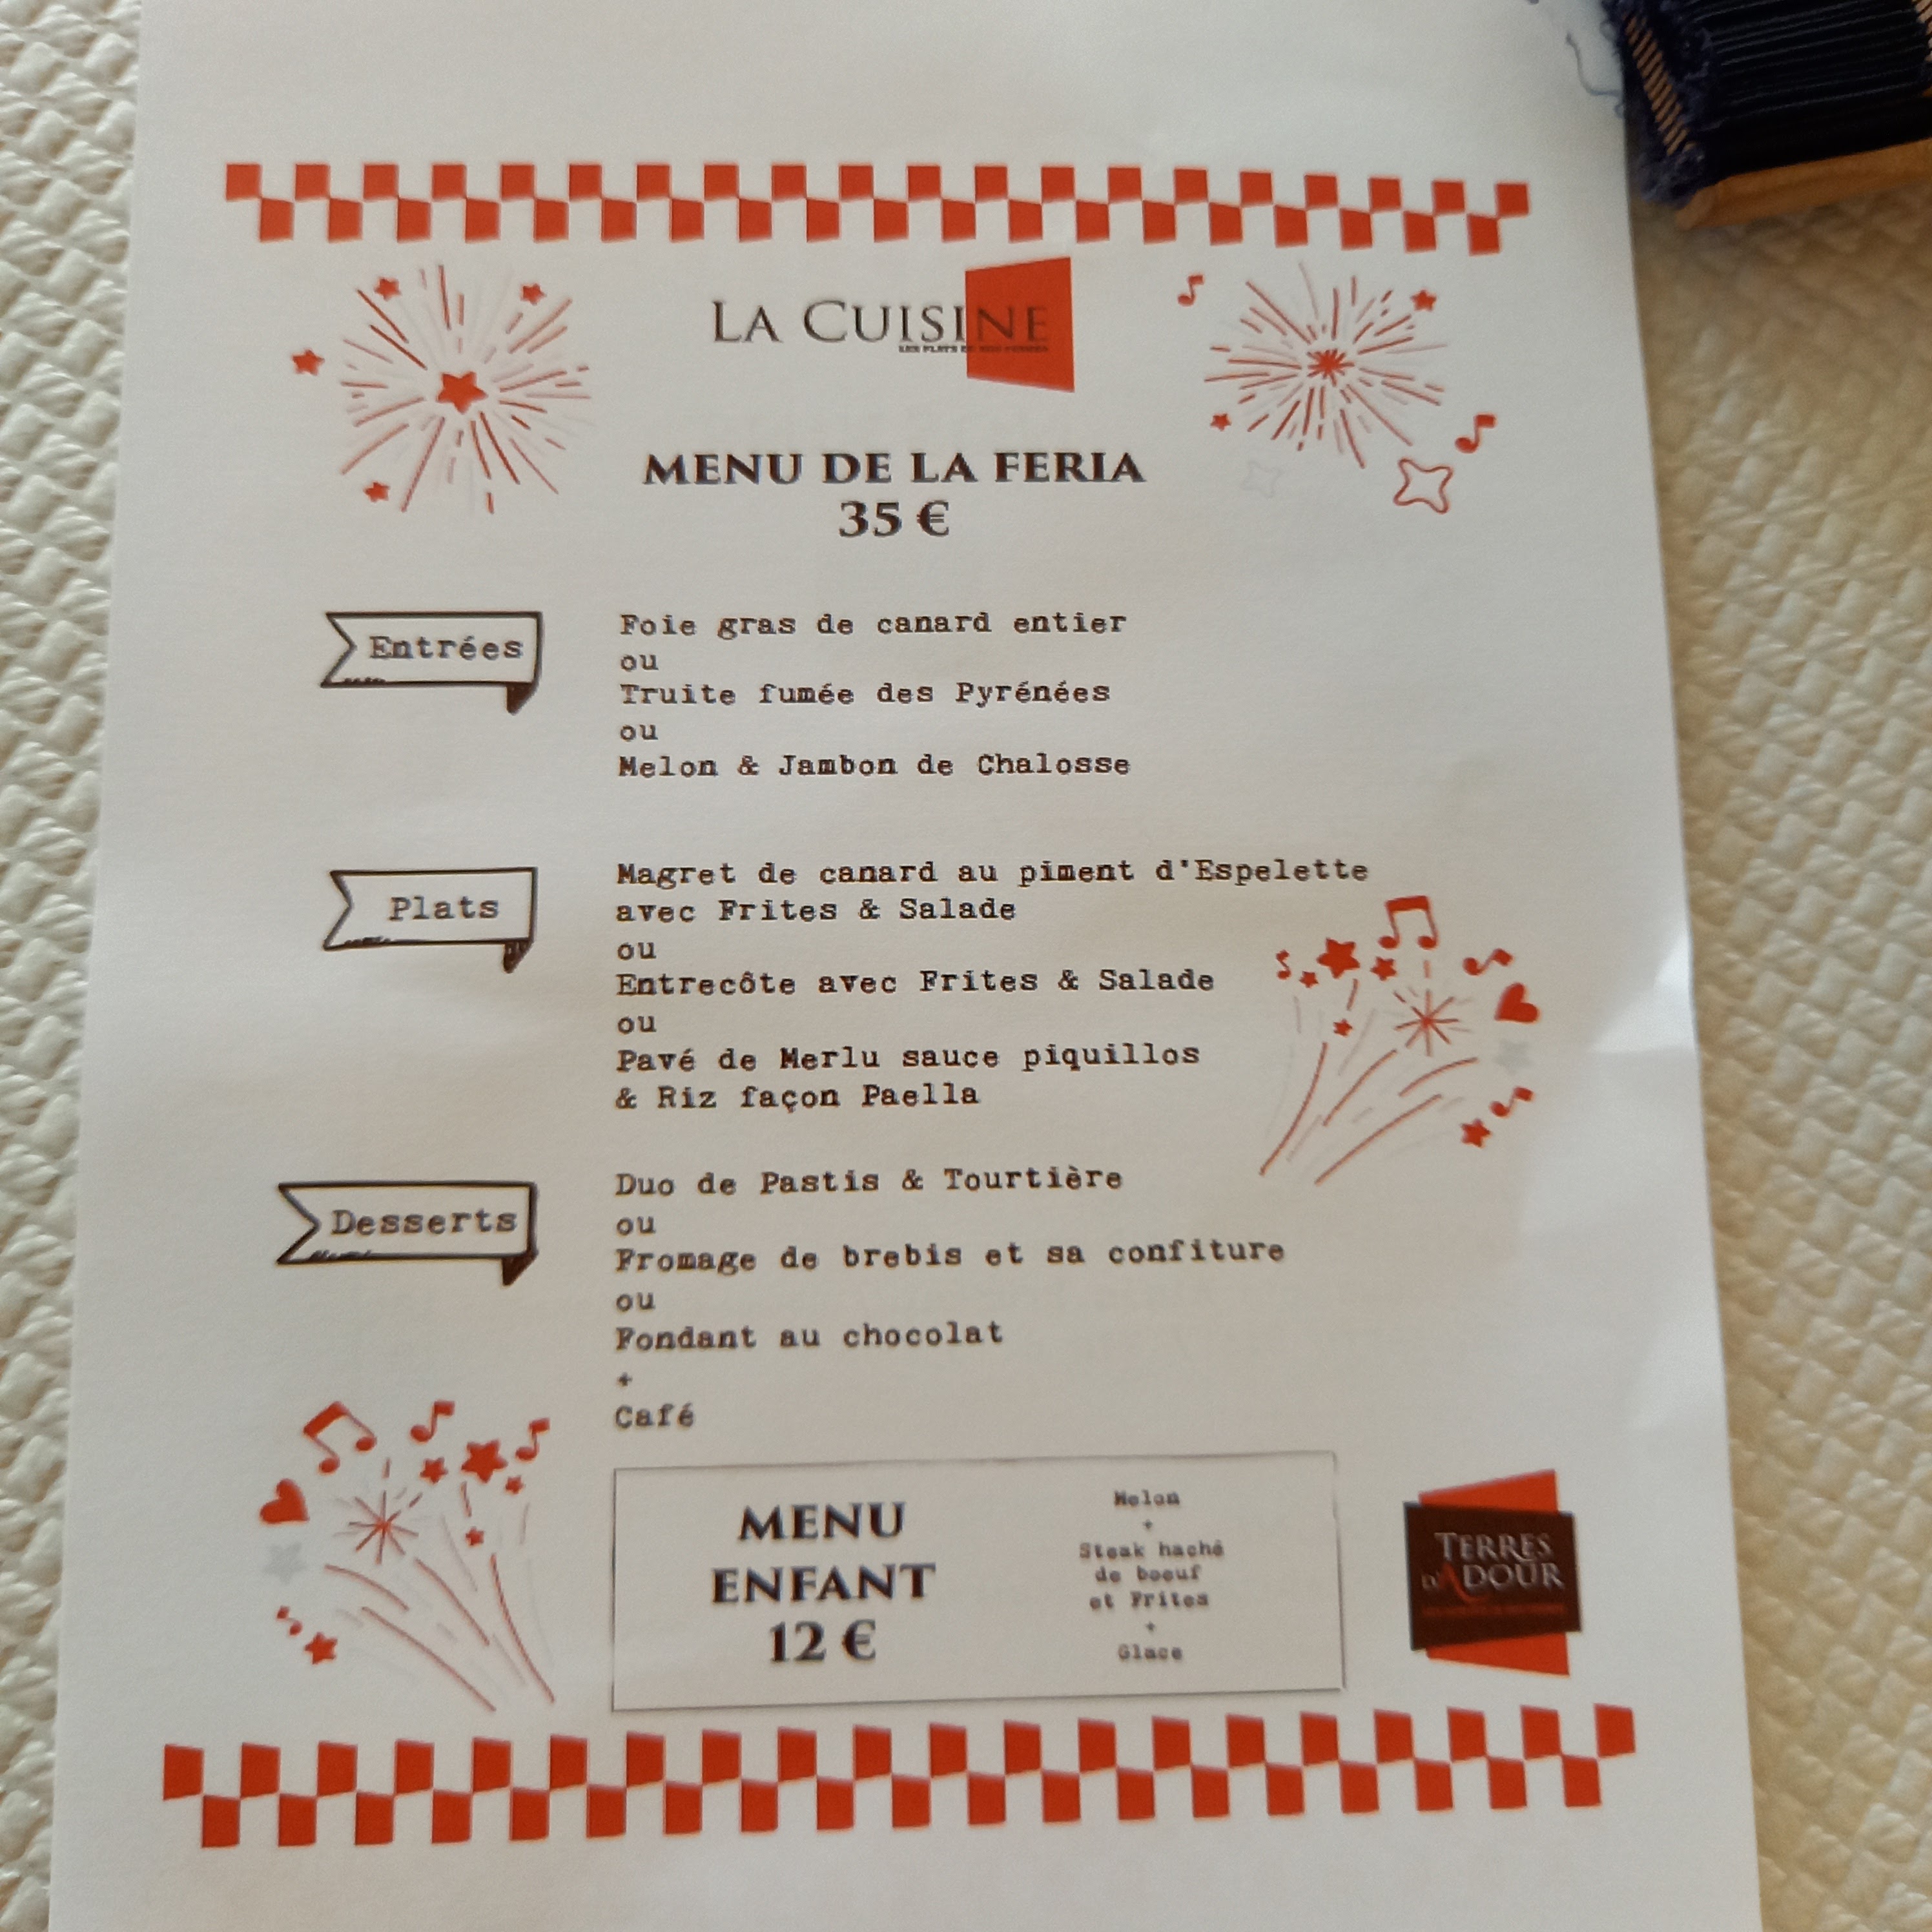 LA CUISINE
MENU DE LA FERIA
35 €
Entrées
Foie gras de canard entier
ou
Truite fumée des Pyrénées
ou
Melon & Jambon de Chalosse
Plats
Magret de canard au piment d'Espelette
avec Frites & Salade
ou
Entrecôte avec Frites & Salade
ou
Pavé de Merlu sauce piquillos
& Riz façon Paella
Desserts
Duo de Pastis & Tourtière
ou
Fromage de brebis et sa confiture
ou
Fondant au chocolat
+
Café
MENU
ENFANT
12 €
Melon
+
Steak haché
de boeuf
et Frites
+
Glace
TERRES
D'ADOUR